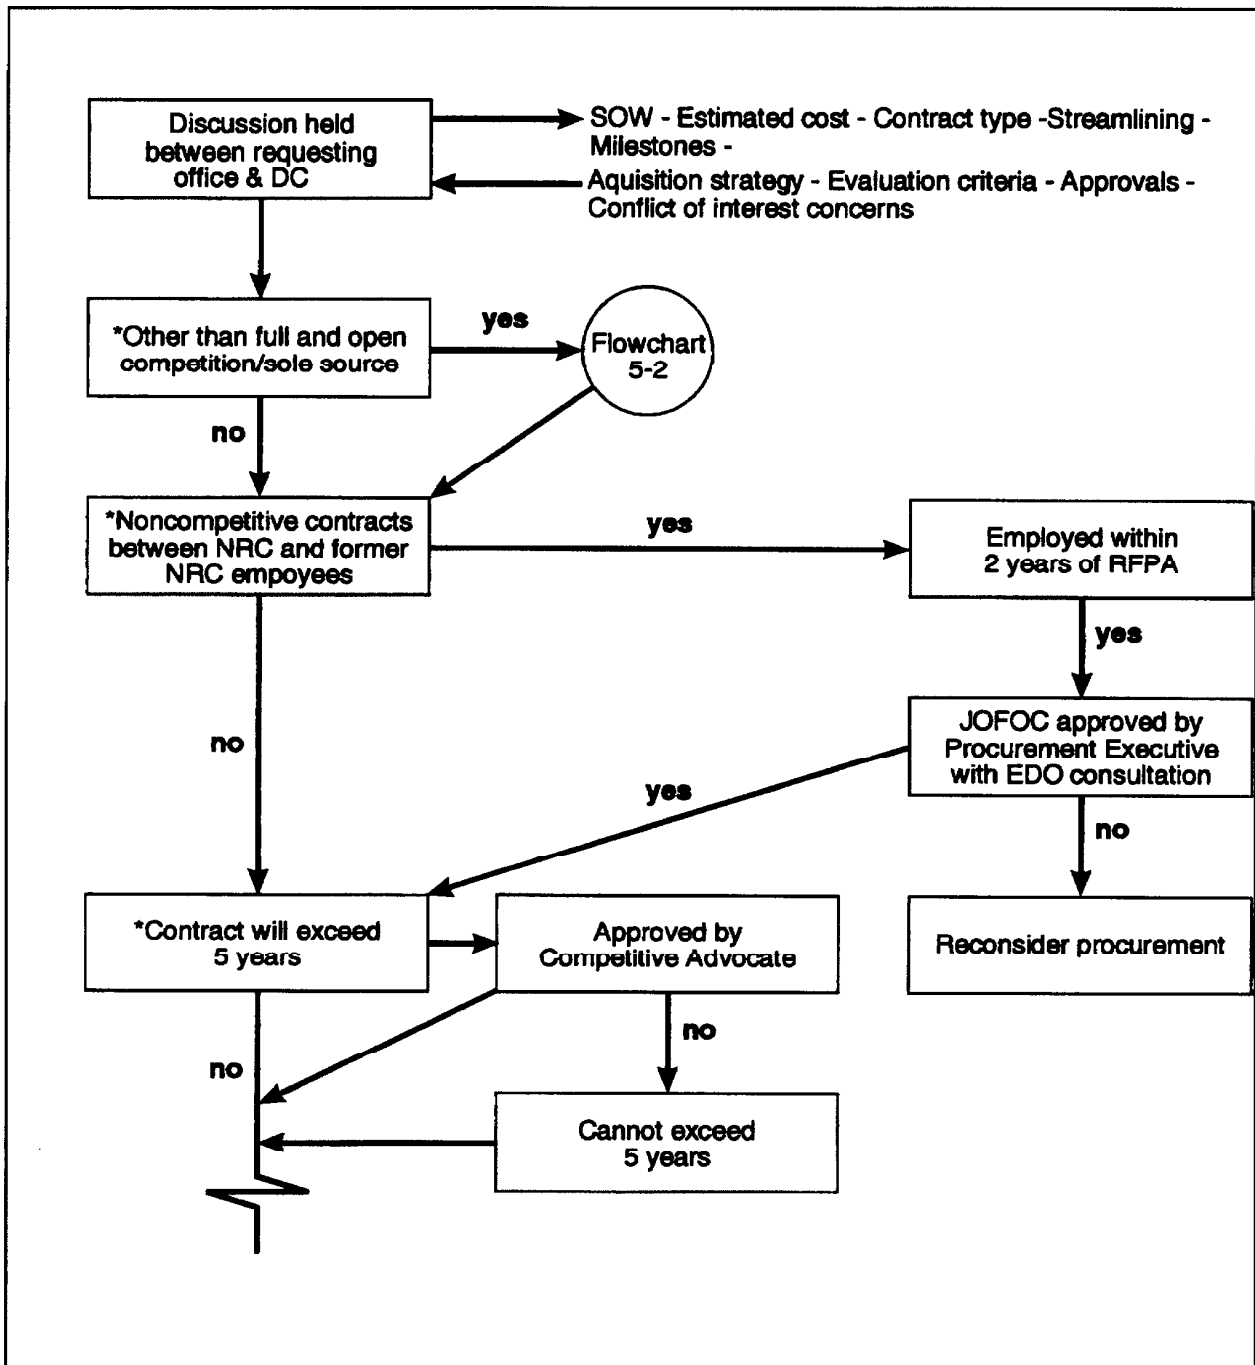 Discussion held
between requesting
office & DC
SOW - Estimated cost - Contract type -Streamlining -
Milestones -
Aquisition strategy - Evaluation criteria - Approvals -
Conflict of interest concerns
*Other than full and open
competition/sole source
yes
Flowchart
5-2
no
*Noncompetitive contracts
between NRC and former
NRC empoyees
yes
Employed within
2 years of RFPA
yes
no
JOFOC approved by
Procurement Executive
with EDO consultation
yes
no
*Contract will exceed
5 years
Approved by
Competitive Advocate
Reconsider procurement
no
no
Cannot exceed
5 years